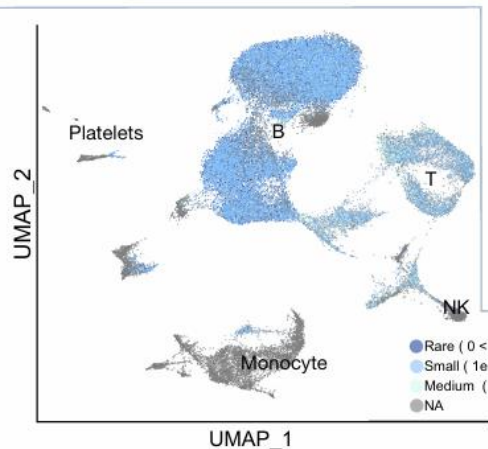 Platelets
B
T
NK
Monocyte
UMAP_2
UMAP_1
Rare ( 0 <
Small ( 1e
Medium (
NA